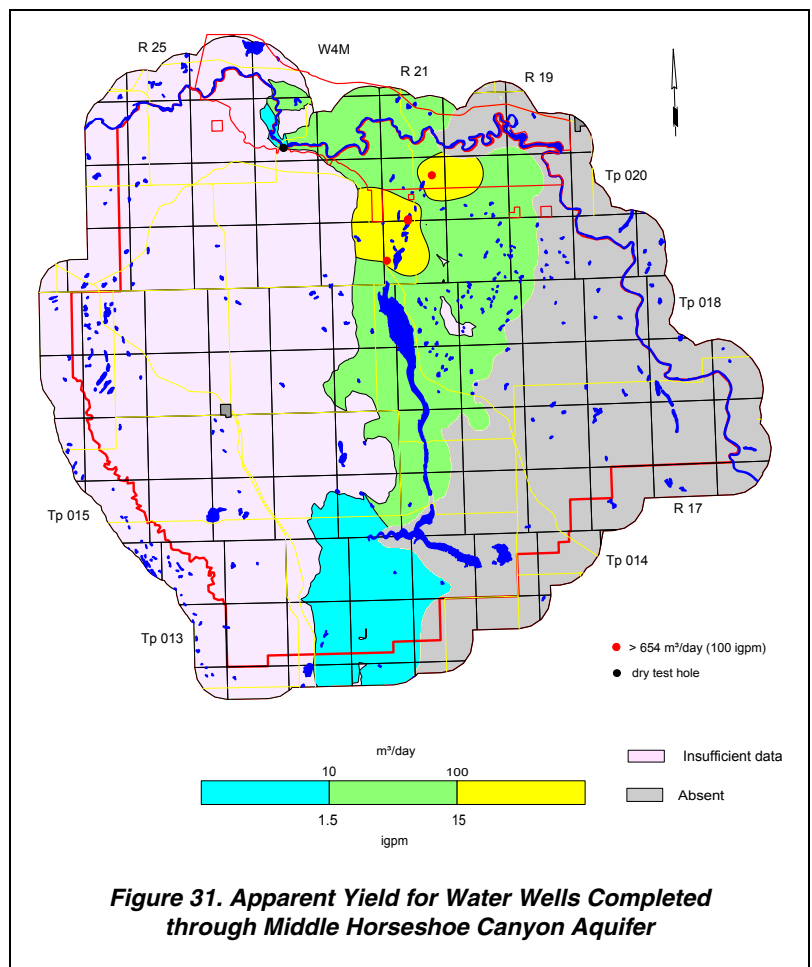 R 25
W4M
R 21
R 19
Tp 020
Tp 018
Tp 015
R 17
Tp 014
Tp 013
> 654 m³/day (100 igpm)
dry test hole
m³/day
10 100
1.5 15
igpm
Insufficient data
Absent
Figure 31. Apparent Yield for Water Wells Completed
through Middle Horseshoe Canyon Aquifer